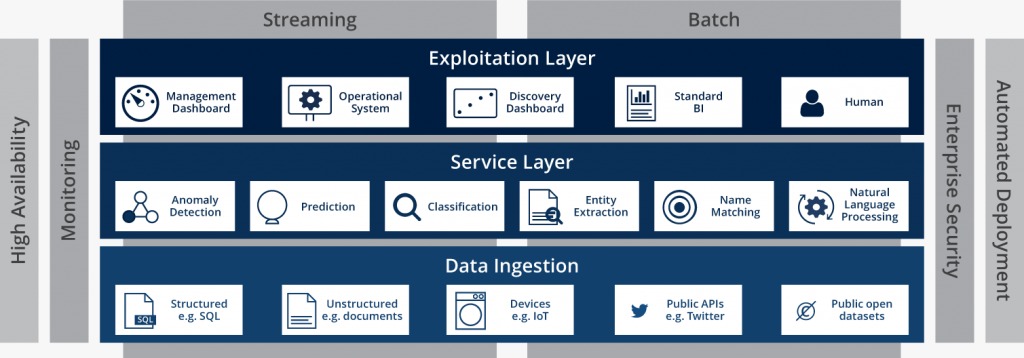 Streaming
Batch
High Availability
Monitoring
Exploitation Layer
Management
Dashboard
Operational
System
Discovery
Dashboard
Standard
BI
Human
Service Layer
Anomaly
Detection
Prediction
Classification
Entity
Extraction
Name
Matching
Natural
Language
Processing
Data Ingestion
SQL
Structured
e.g. SQL
Unstructured
e.g. documents
Devices
e.g. IoT
Public APIs
e.g. Twitter
Public open
datasets
Enterprise Security
Automated Deployment